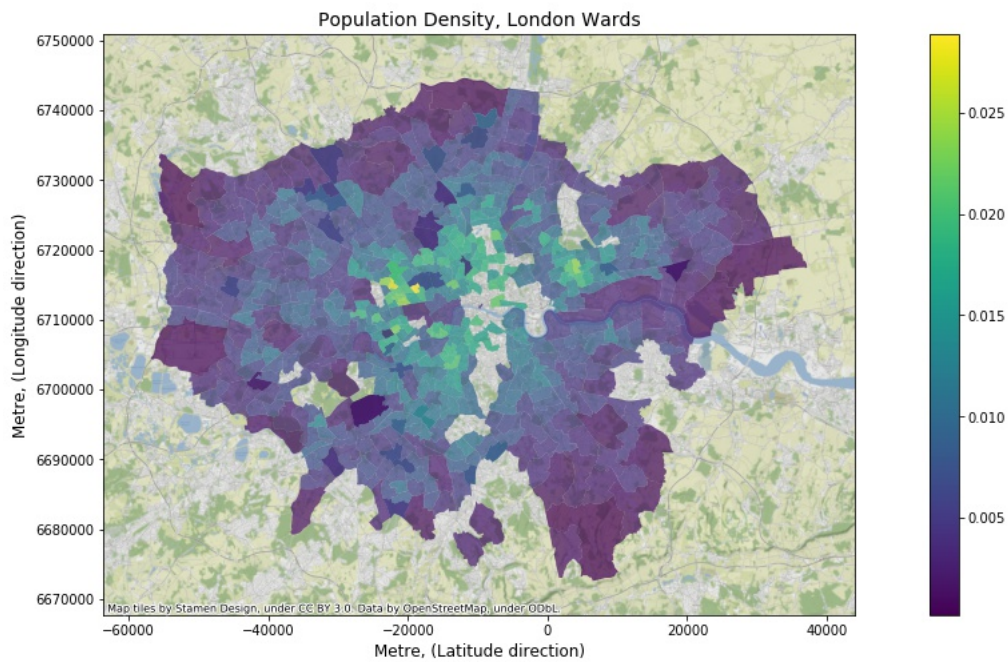 Population Density, London Wards
6750000
6740000
6730000
6720000
6710000
6700000
6690000
6680000
6670000
Metre, (Longitude direction)
Map tiles by Stamen Design, under CC BY 3.0. Data by OpenStreetMap, under ODbL.
−60000 −40000 −20000 0 20000 40000
Metre, (Latitude direction)
0.025
0.020
0.015
0.010
0.005